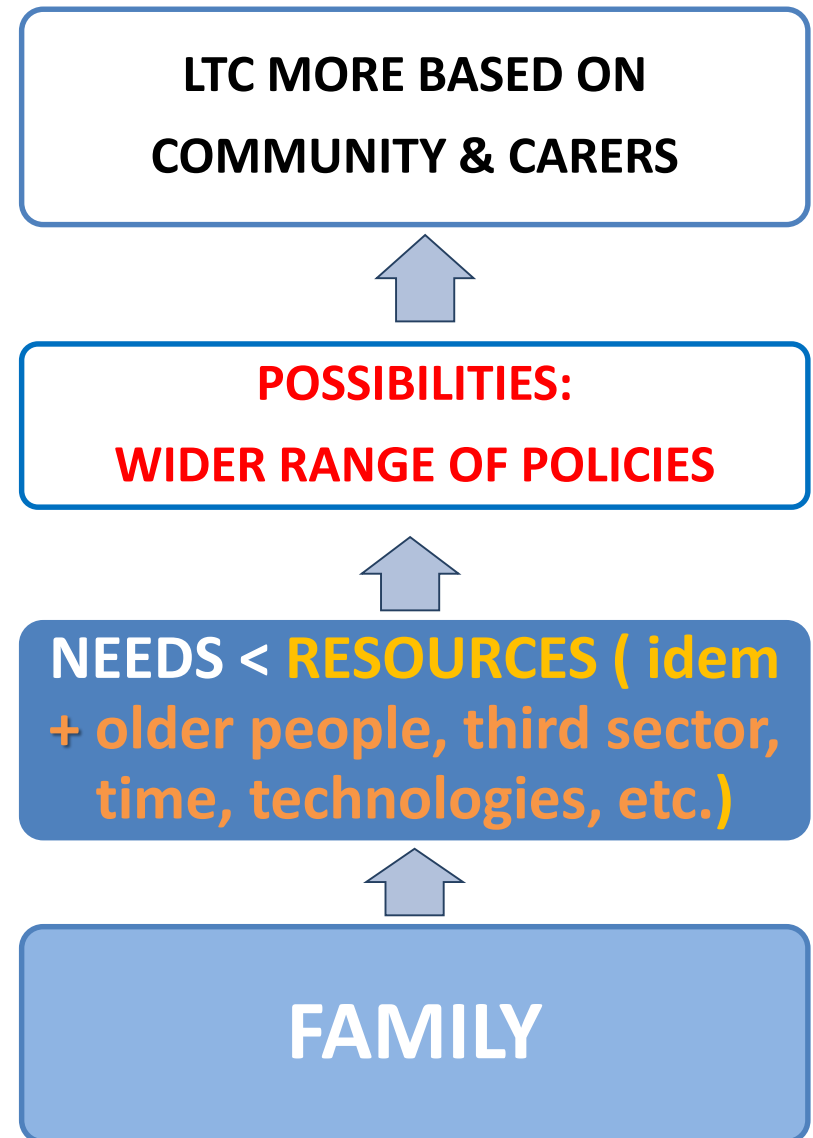 LTC MORE BASED ON
COMMUNITY & CARERS
POSSIBILITIES:
WIDER RANGE OF POLICIES
NEEDS < RESOURCES ( idem
+ older people, third sector,
time, technologies, etc.)
FAMILY